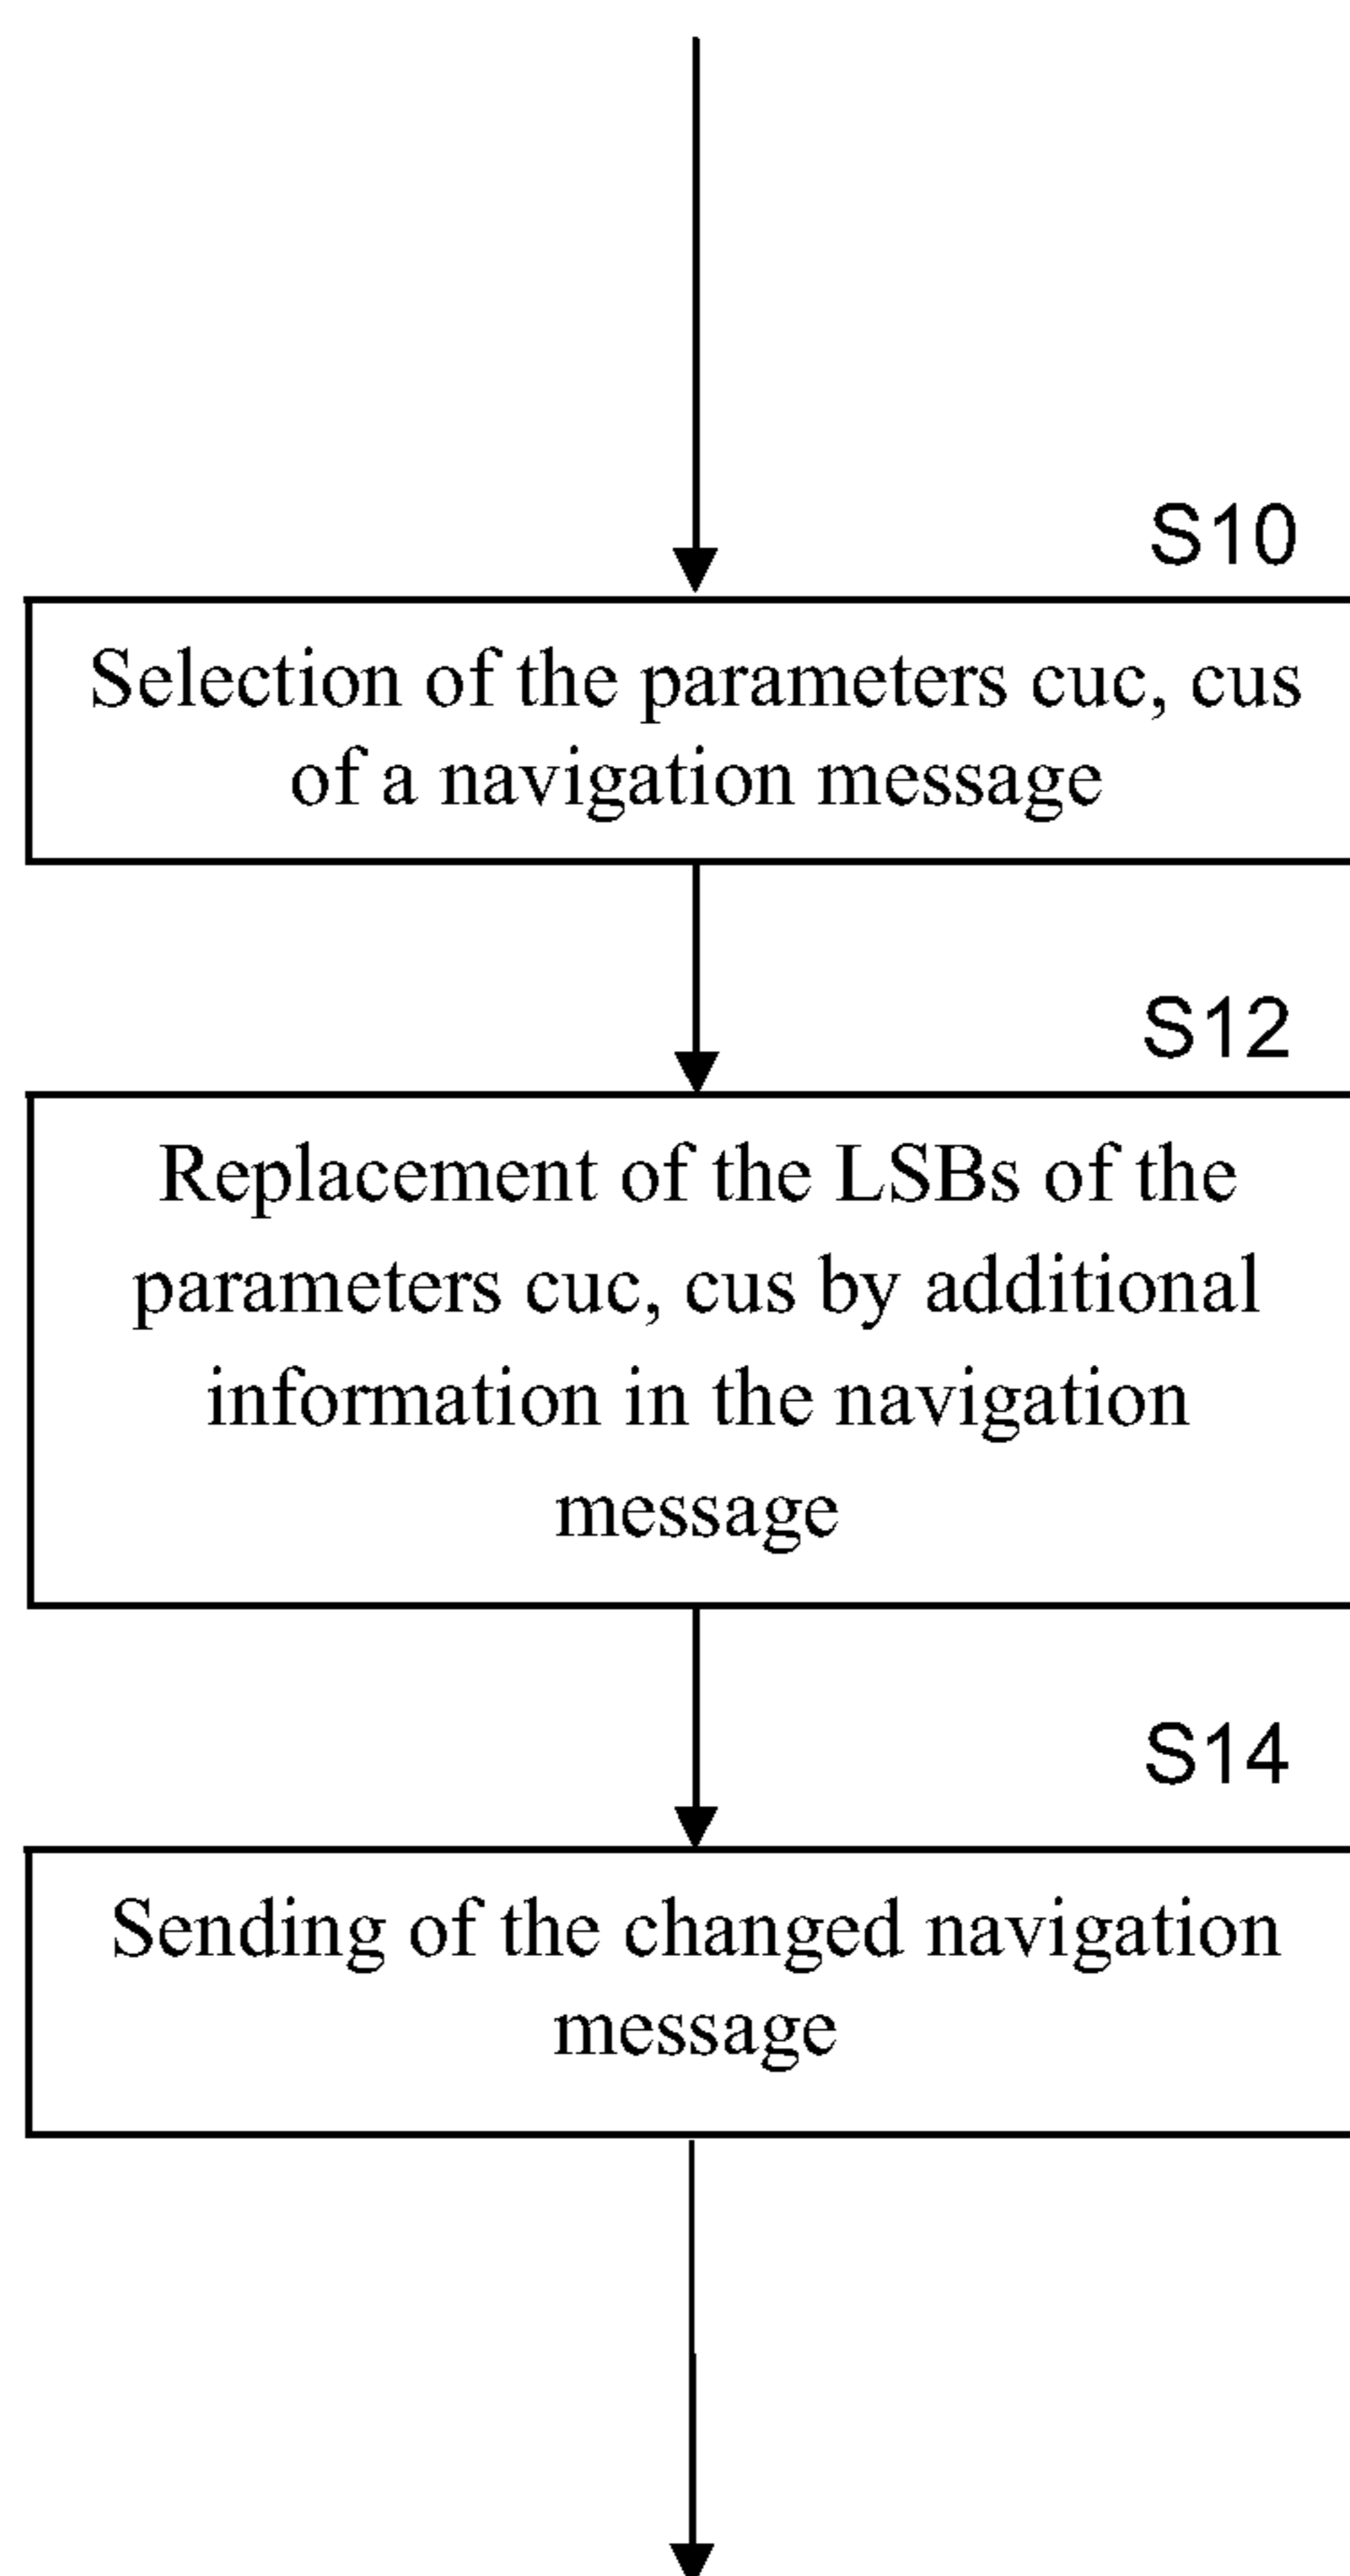 S10
Selection of the parameters cuc, cus
of a navigation message
S12
Replacement of the LSBs of the
parameters cuc, cus by additional
information in the navigation
message
S14
Sending of the changed navigation
message